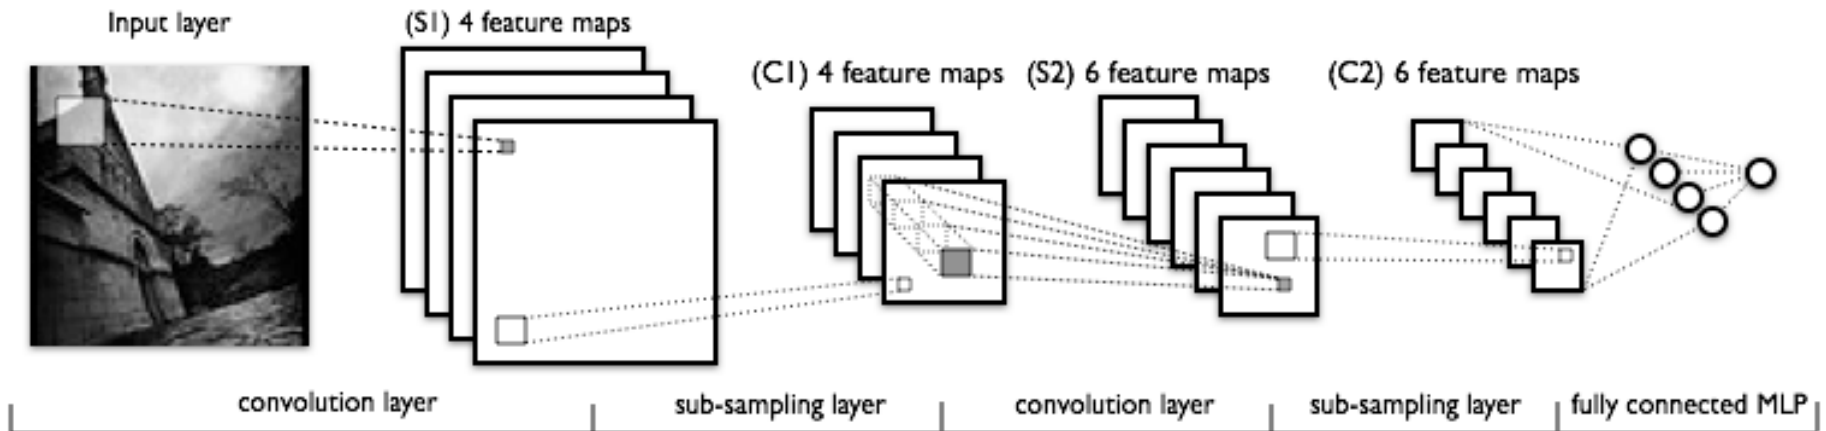 Input layer
(S1) 4 feature maps
(C1) 4 feature maps
(S2) 6 feature maps
(C2) 6 feature maps
convolution layer
sub-sampling layer
convolution layer
sub-sampling layer
fully connected MLP